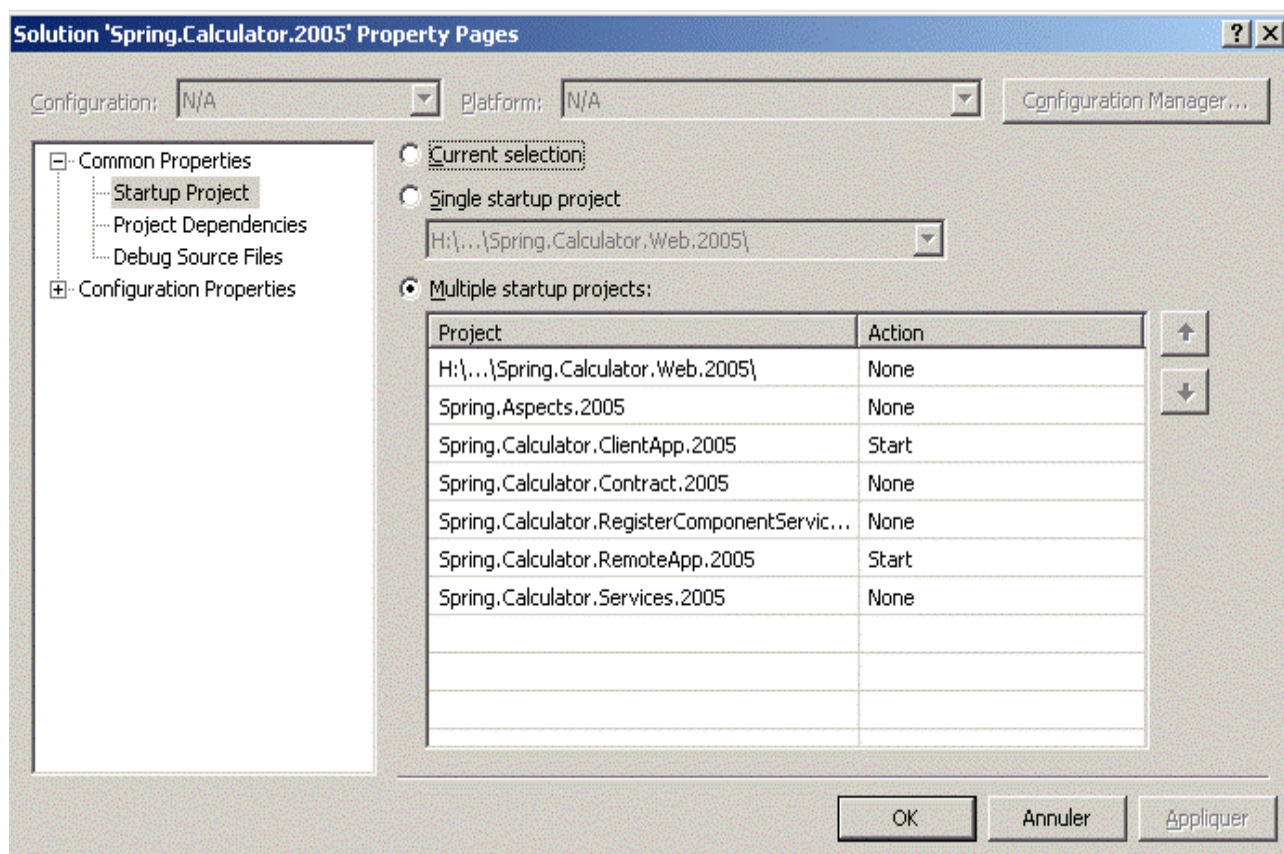 Solution 'Spring.Calculator.2005' Property Pages
Configuration: N/A Platform: N/A Configuration Manager...
Common Properties
Startup Project
Project Dependencies
Debug Source Files
Configuration Properties
Current selection
Single startup project
H:\...\Spring.Calculator.Web.2005\
Multiple startup projects:
Project Action
H:\...\Spring.Calculator.Web.2005\ None
Spring.Aspects.2005 None
Spring.Calculator.ClientApp.2005 Start
Spring.Calculator.Contract.2005 None
Spring.Calculator.RegisterComponentServic... None
Spring.Calculator.RemoteApp.2005 Start
Spring.Calculator.Services.2005 None
OK Annuler Appliquer